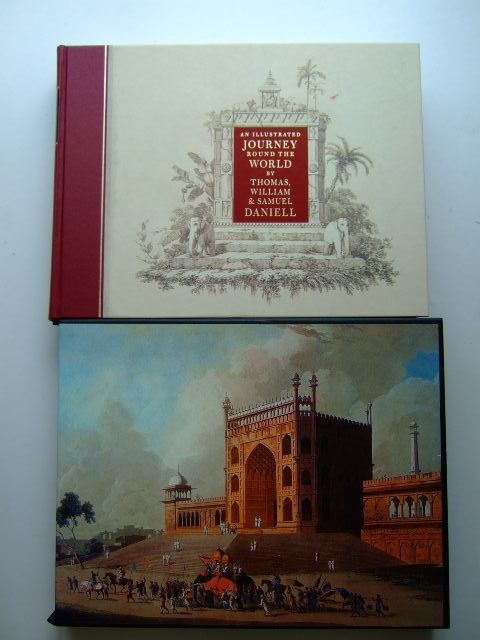 AN ILLUSTRATED
JOURNEY
ROUND THE
WORLD
BY
THOMAS,
WILLIAM
& SAMUEL
DANIELL